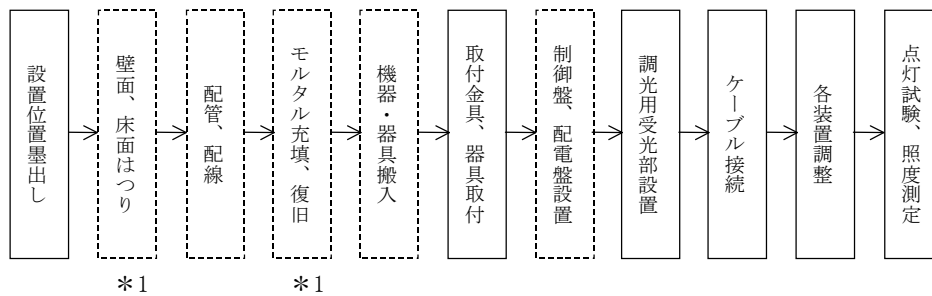 設置位置墨出し
壁面、床面はつり
配管、配線
モルタル充填、復旧
機器・器具搬入
取付金具、器具取付
制御盤、配電盤設置
調光用受光部設置
ケーブル接続
各装置調整
点灯試験、照度測定
＊1
＊1